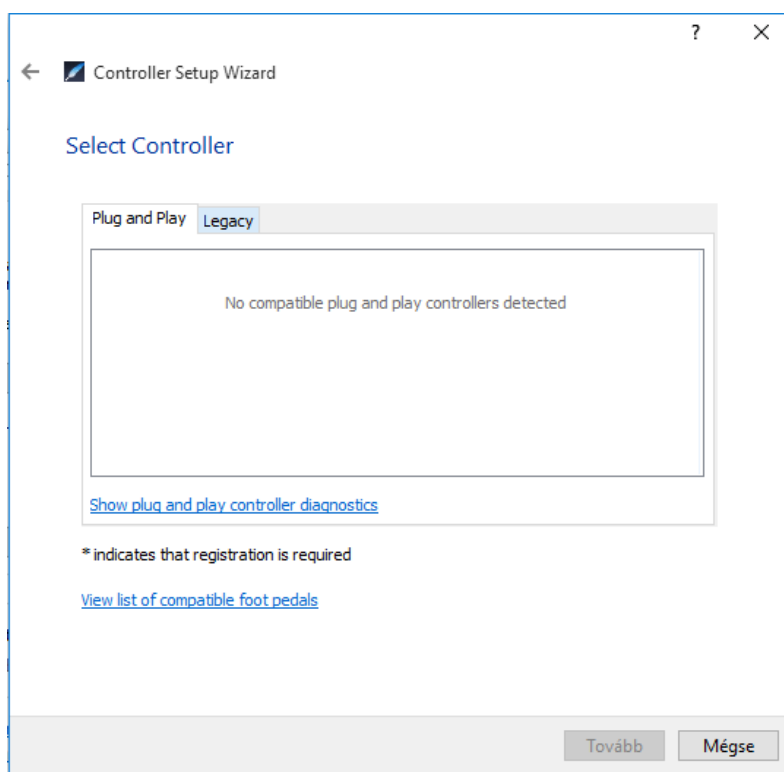 ?
Controller Setup Wizard
Select Controller
Plug and Play Legacy
No compatible plug and play controllers detected
Show plug and play controller diagnostics
* indicates that registration is required
View list of compatible foot pedals
Tovább Mégse